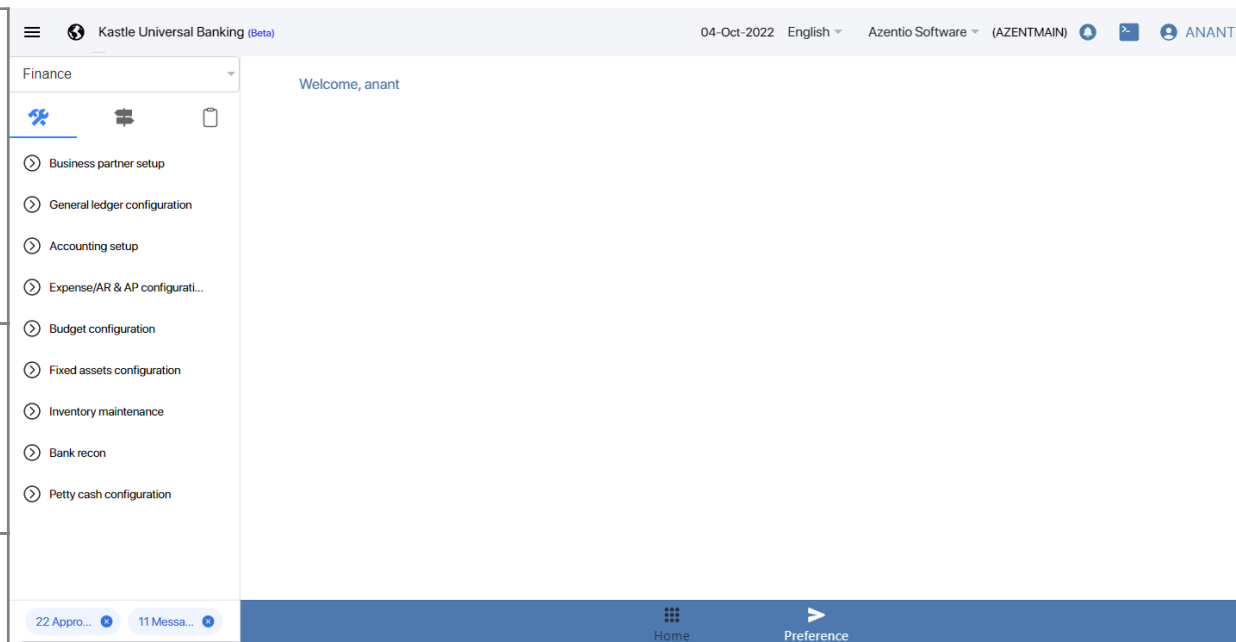 Kastle Universal Banking (Beta)
04-Oct-2022 English Azentio Software (AZENTMAIN) ANANT
Finance
Welcome, anant
Business partner setup
General ledger configuration
Accounting setup
Expense/AR & AP configurati...
Budget configuration
Fixed assets configuration
Inventory maintenance
Bank recon
Petty cash configuration
22 Appro... 11 Messa...
Home Preference